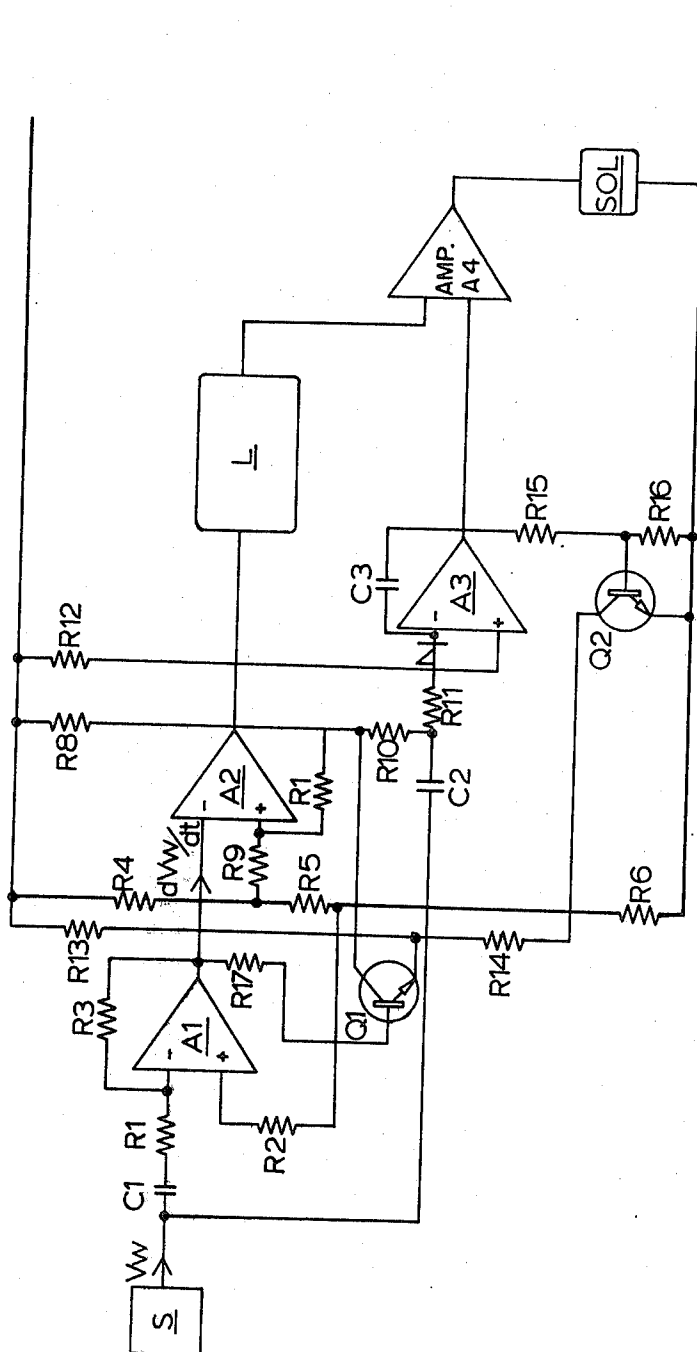 S
Vw
C1
R1
R2
R3
A1
-
+
R17
Q1
R13
R14
dVw/dt
R4
R9
R5
R6
A2
-
+
R1
R8
R10
C2
R11
R12
C3
A3
-
+
Q2
R15
R16
L
AMP.
A4
SOL